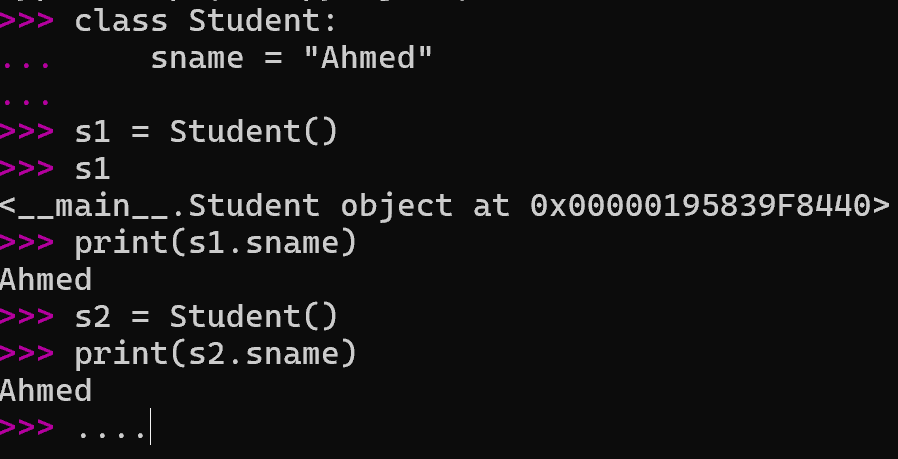 >>> class Student:
...     sname = "Ahmed"
...
>>> s1 = Student()
>>> s1
<__main__.Student object at 0x00000195839F8440>
>>> print(s1.sname)
Ahmed
>>> s2 = Student()
>>> print(s2.sname)
Ahmed
>>> ....